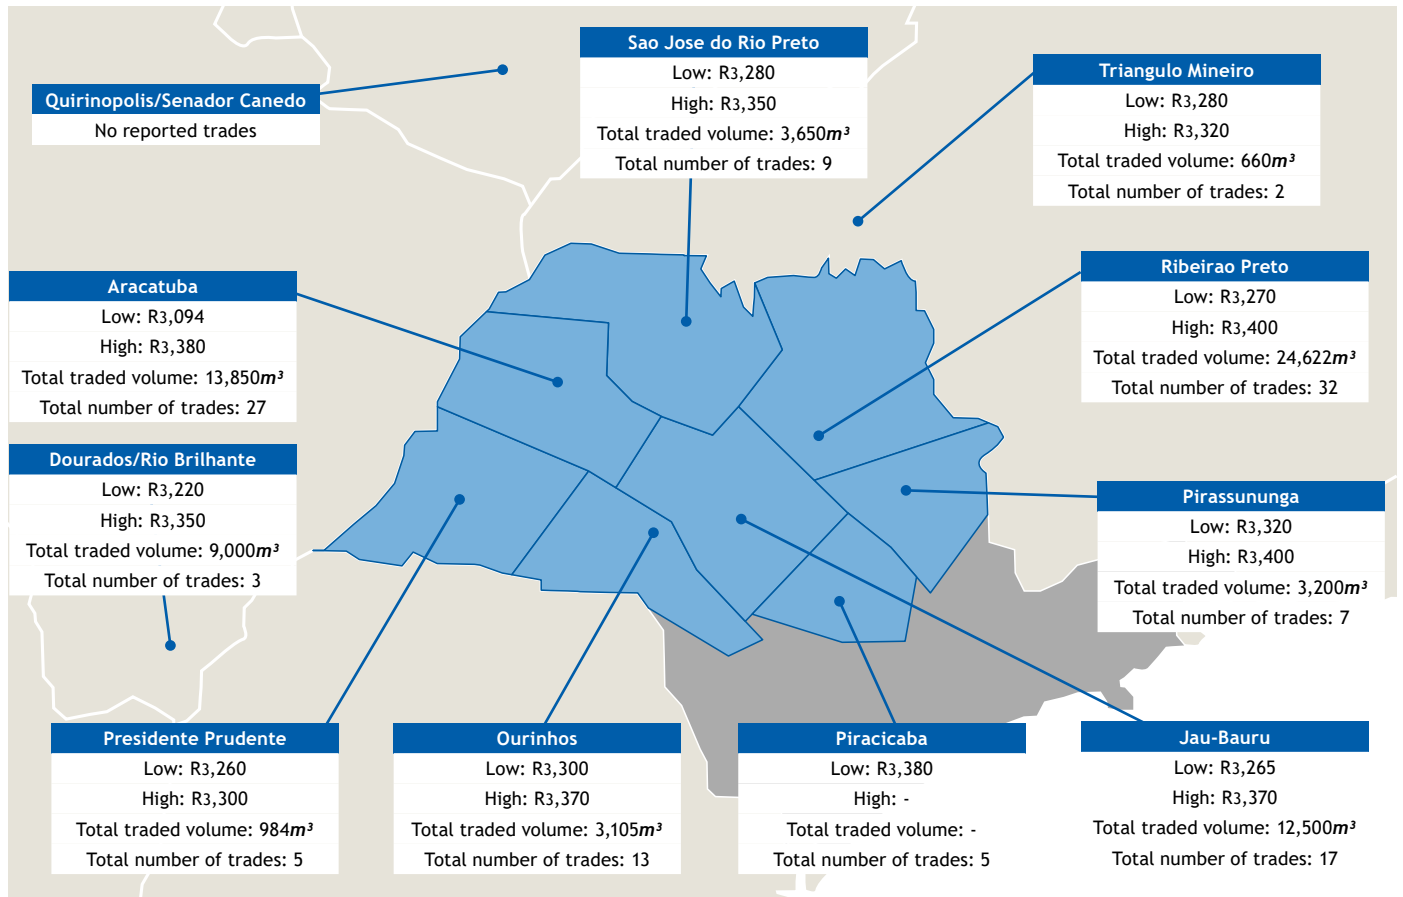 Sao Jose do Rio Preto
Low: R3,280
High: R3,350
Total traded volume: 3,650m³
Total number of trades: 9
Triangulo Mineiro
Low: R3,280
High: R3,320
Total traded volume: 660m³
Total number of trades: 2
Quirinopolis/Senador Canedo
No reported trades
Ribeirao Preto
Low: R3,270
High: R3,400
Total traded volume: 24,622m³
Total number of trades: 32
Aracatuba
Low: R3,094
High: R3,380
Total traded volume: 13,850m³
Total number of trades: 27
Dourados/Rio Brilhante
Low: R3,220
High: R3,350
Total traded volume: 9,000m³
Total number of trades: 3
Pirassununga
Low: R3,320
High: R3,400
Total traded volume: 3,200m³
Total number of trades: 7
Presidente Prudente
Low: R3,260
High: R3,300
Total traded volume: 984m³
Total number of trades: 5
Ourinhos
Low: R3,300
High: R3,370
Total traded volume: 3,105m³
Total number of trades: 13
Piracicaba
Low: R3,380
High: -
Total traded volume: -
Total number of trades: 5
Jau-Bauru
Low: R3,265
High: R3,370
Total traded volume: 12,500m³
Total number of trades: 17